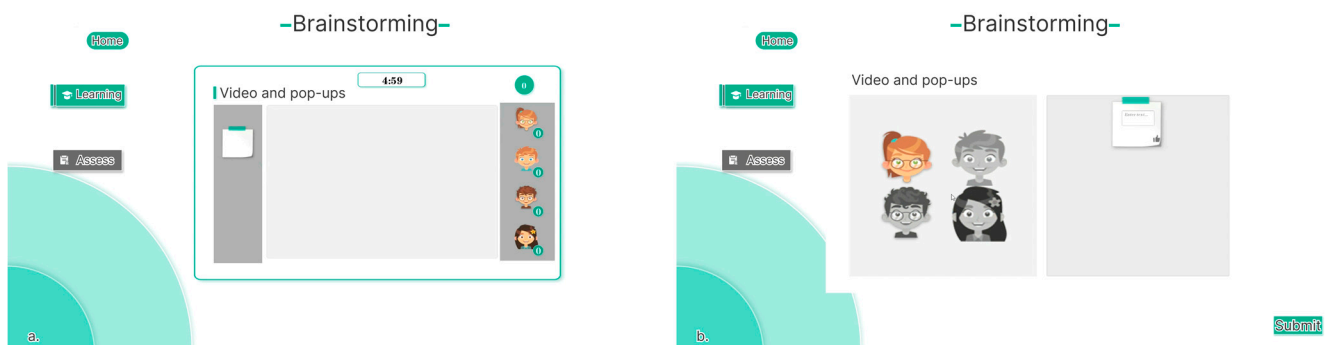 –Brainstorming–
Home
4:59
0
Video and pop-ups
Learning
0
Assess
0
0
0
a.
–Brainstorming–
Home
Video and pop-ups
Learning
Assess
b.
Submit